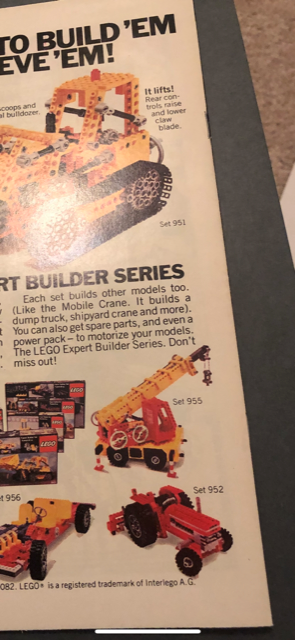 TO BUILD 'EM
EVE 'EM!
It lifts!
scoops and
Rear con-
al bulldozer.
trols raise
and lower
claw
blade.
Set 951
RT BUILDER SERIES
Each set builds other models too.
(Like the Mobile Crane. It builds a
dump truck, shipyard crane and more).
You can also get spare parts, and even a
power pack – to motorize your models.
The LEGO Expert Builder Series. Don't
miss out!
Set 955
LEGO
LEGO
t 956
Set 952
082. LEGO® is a registered trademark of Interlego A.G.